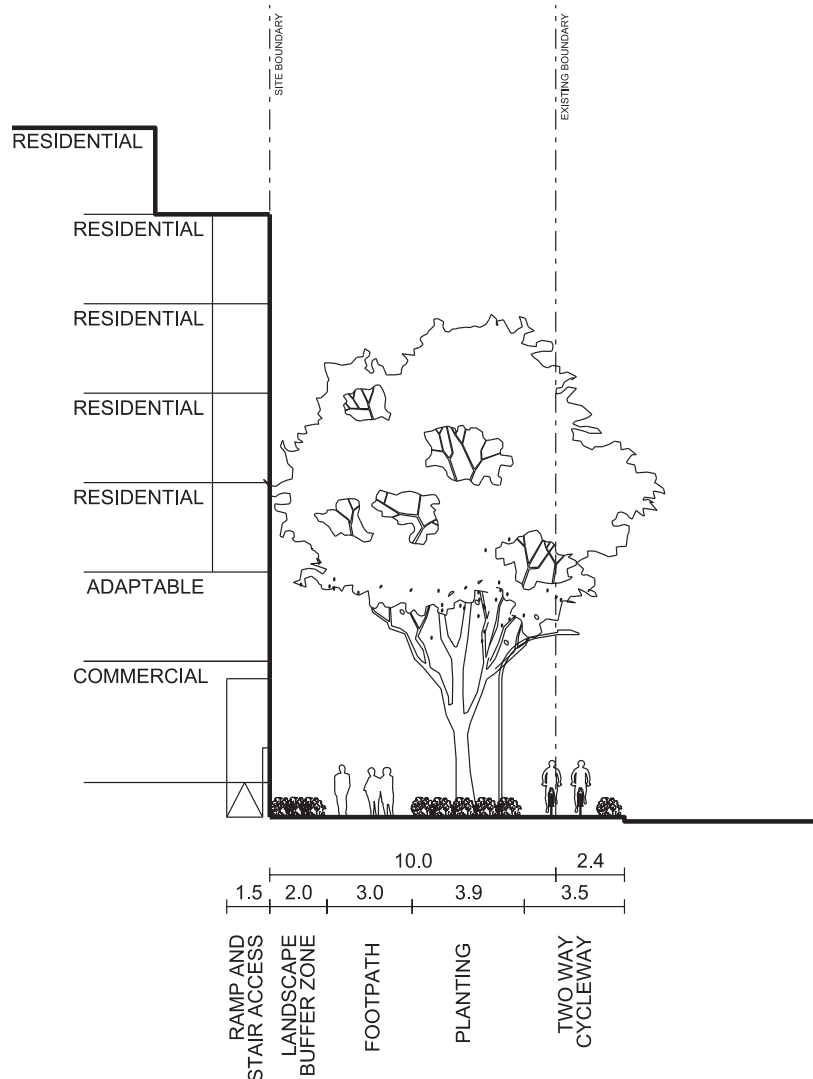 SITE BOUNDARY
EXISTING BOUNDARY
RESIDENTIAL
RESIDENTIAL
RESIDENTIAL
RESIDENTIAL
RESIDENTIAL
ADAPTABLE
COMMERCIAL
10.0
2.4
1.5
2.0
3.0
3.9
3.5
RAMP AND
STAIR ACCESS
LANDSCAPE
BUFFER ZONE
FOOTPATH
PLANTING
TWO WAY
CYCLEWAY